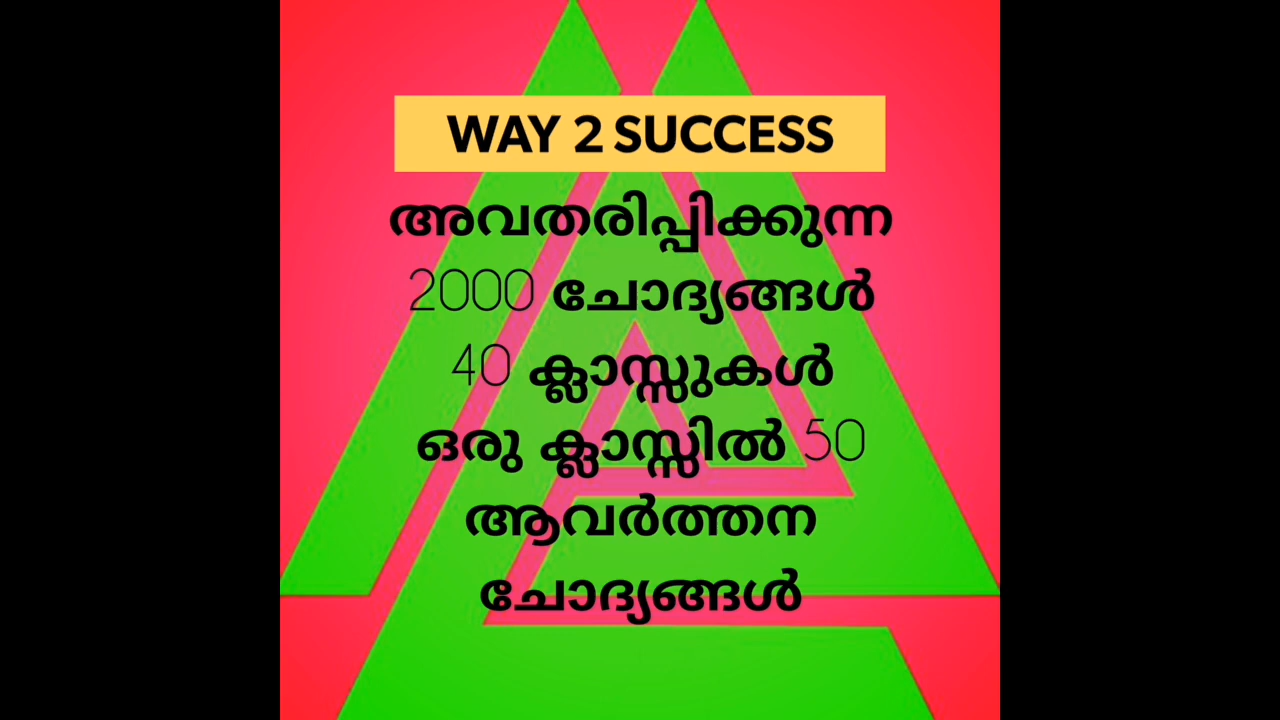 WAY 2 SUCCESS
അവതരിപ്പിക്കുന്ന
2000 ചോദ്യങ്ങൾ
40 ക്ലാസ്സുകൾ
ഒരു ക്ലാസ്സിൽ 50
ആവർത്തന
ചോദ്യങ്ങൾ